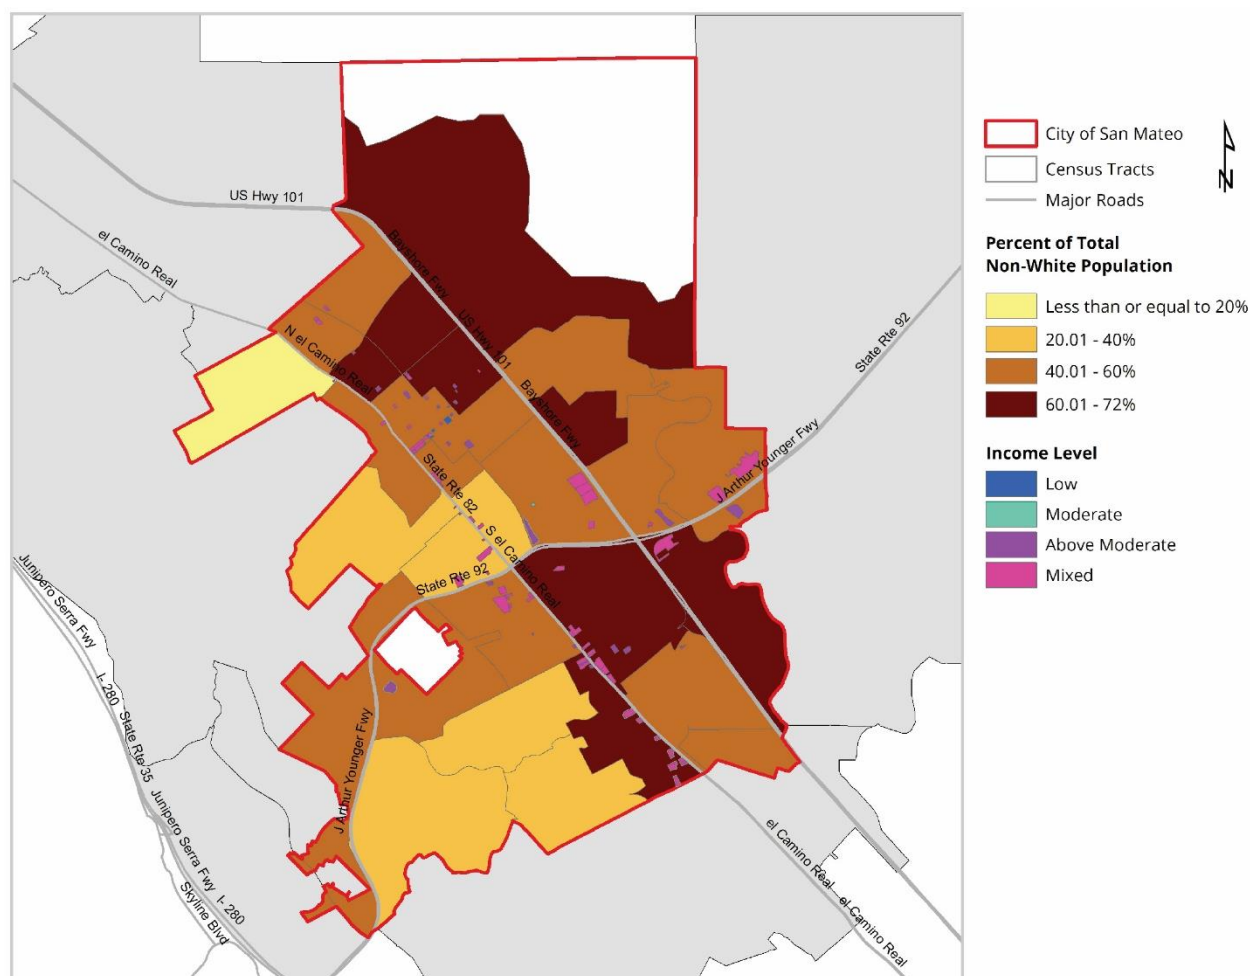 US Hwy 101
el Camino Real
Bayshore Fwy
US Hwy 101
N el Camino Real
Bayshore Fwy
State Rte 92
J Arthur Younger Fwy
State Rte 82
S el Camino Real
State Rte 92
Junipero Serra Fwy
I- 280
State Rte 35
J Arthur Younger Fwy
Junipero Serra Fwy
I- 280
Skyline Blvd
el Camino Real
el Camino Real
City of San Mateo
Census Tracts
Major Roads
N
Percent of Total
Non-White Population
Less than or equal to 20%
20.01 - 40%
40.01 - 60%
60.01 - 72%
Income Level
Low
Moderate
Above Moderate
Mixed